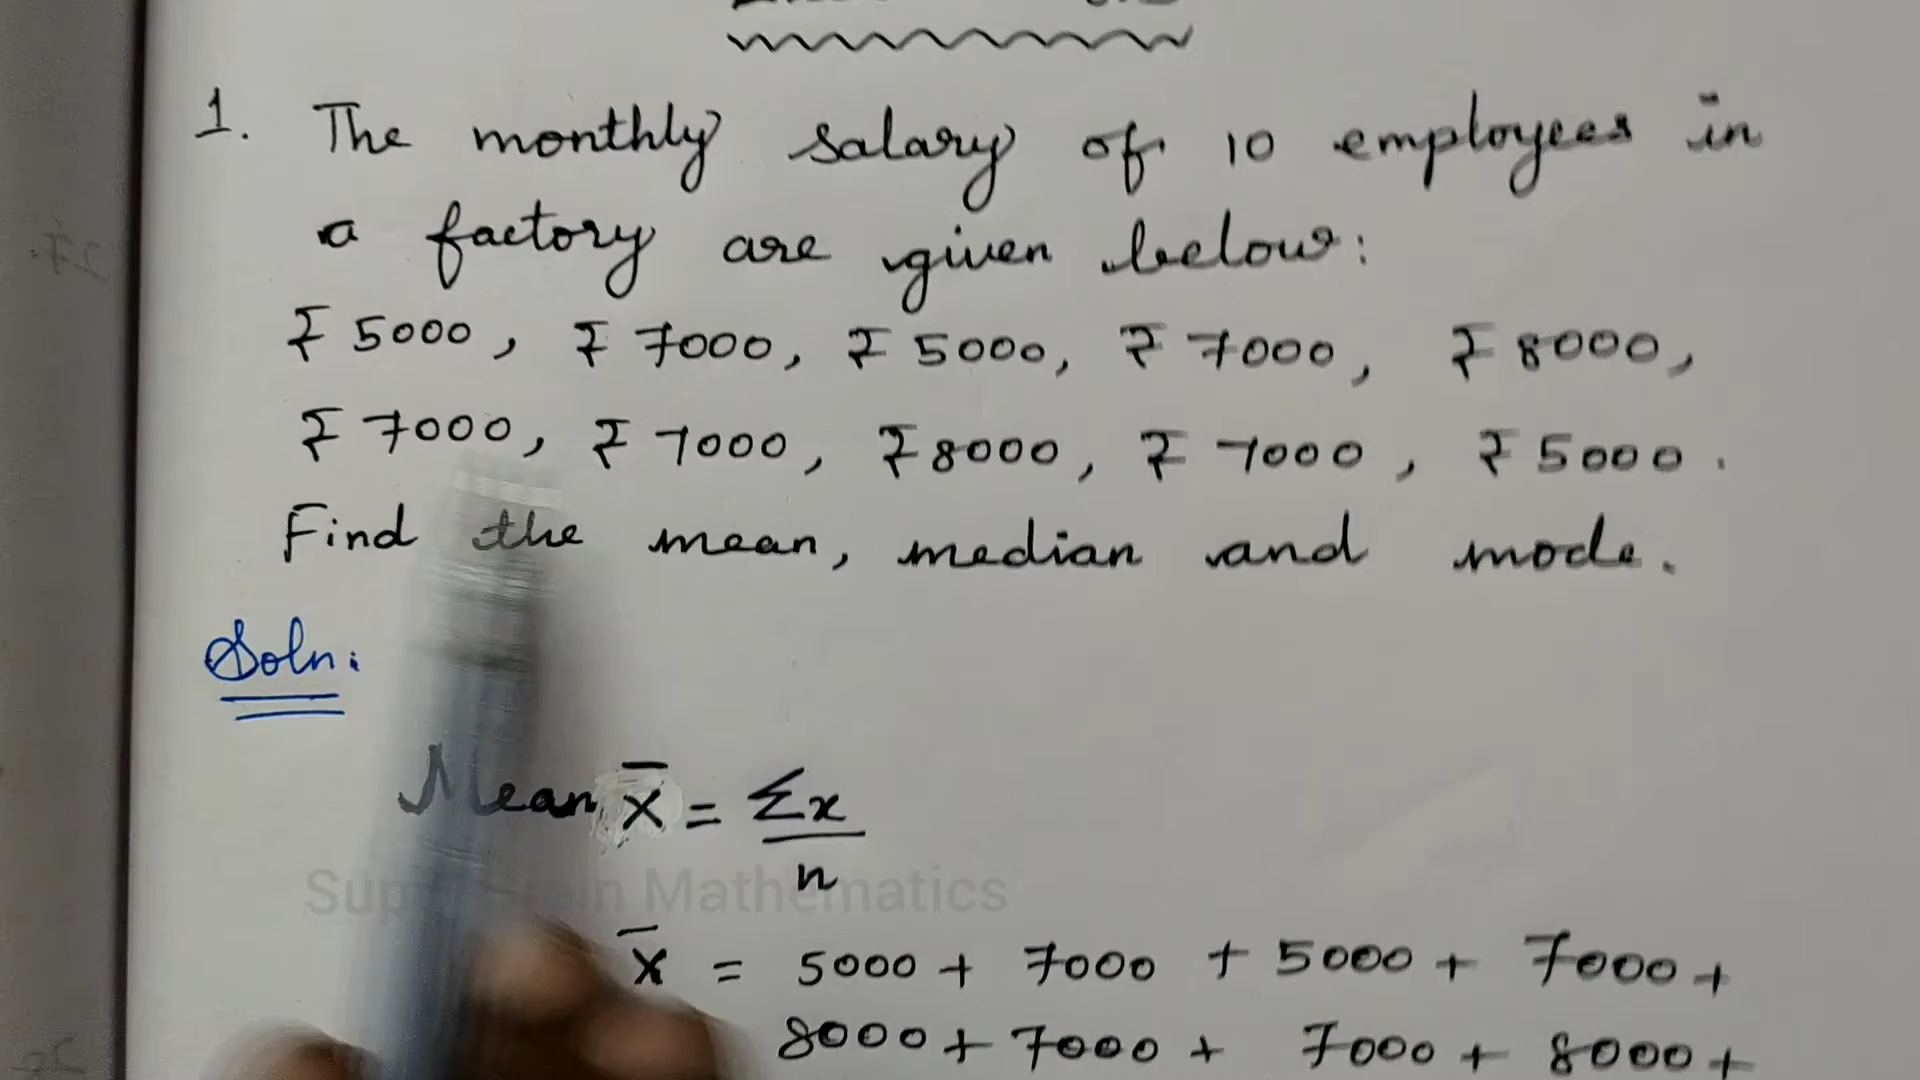 1. The monthly salary of 10 employees in
a factory are given below:
₹ 5000, ₹ 7000, ₹ 5000, ₹ 7000, ₹ 8000,
₹ 7000, ₹ 7000, ₹ 8000, ₹ 7000, ₹ 5000.
Find the mean, median and mode.
Soln:
Mean x̄ = Σx
n
Mathematics
x̄ = 5000 + 7000 + 5000 + 7000 +
8000 + 7000 + 7000 + 8000 +